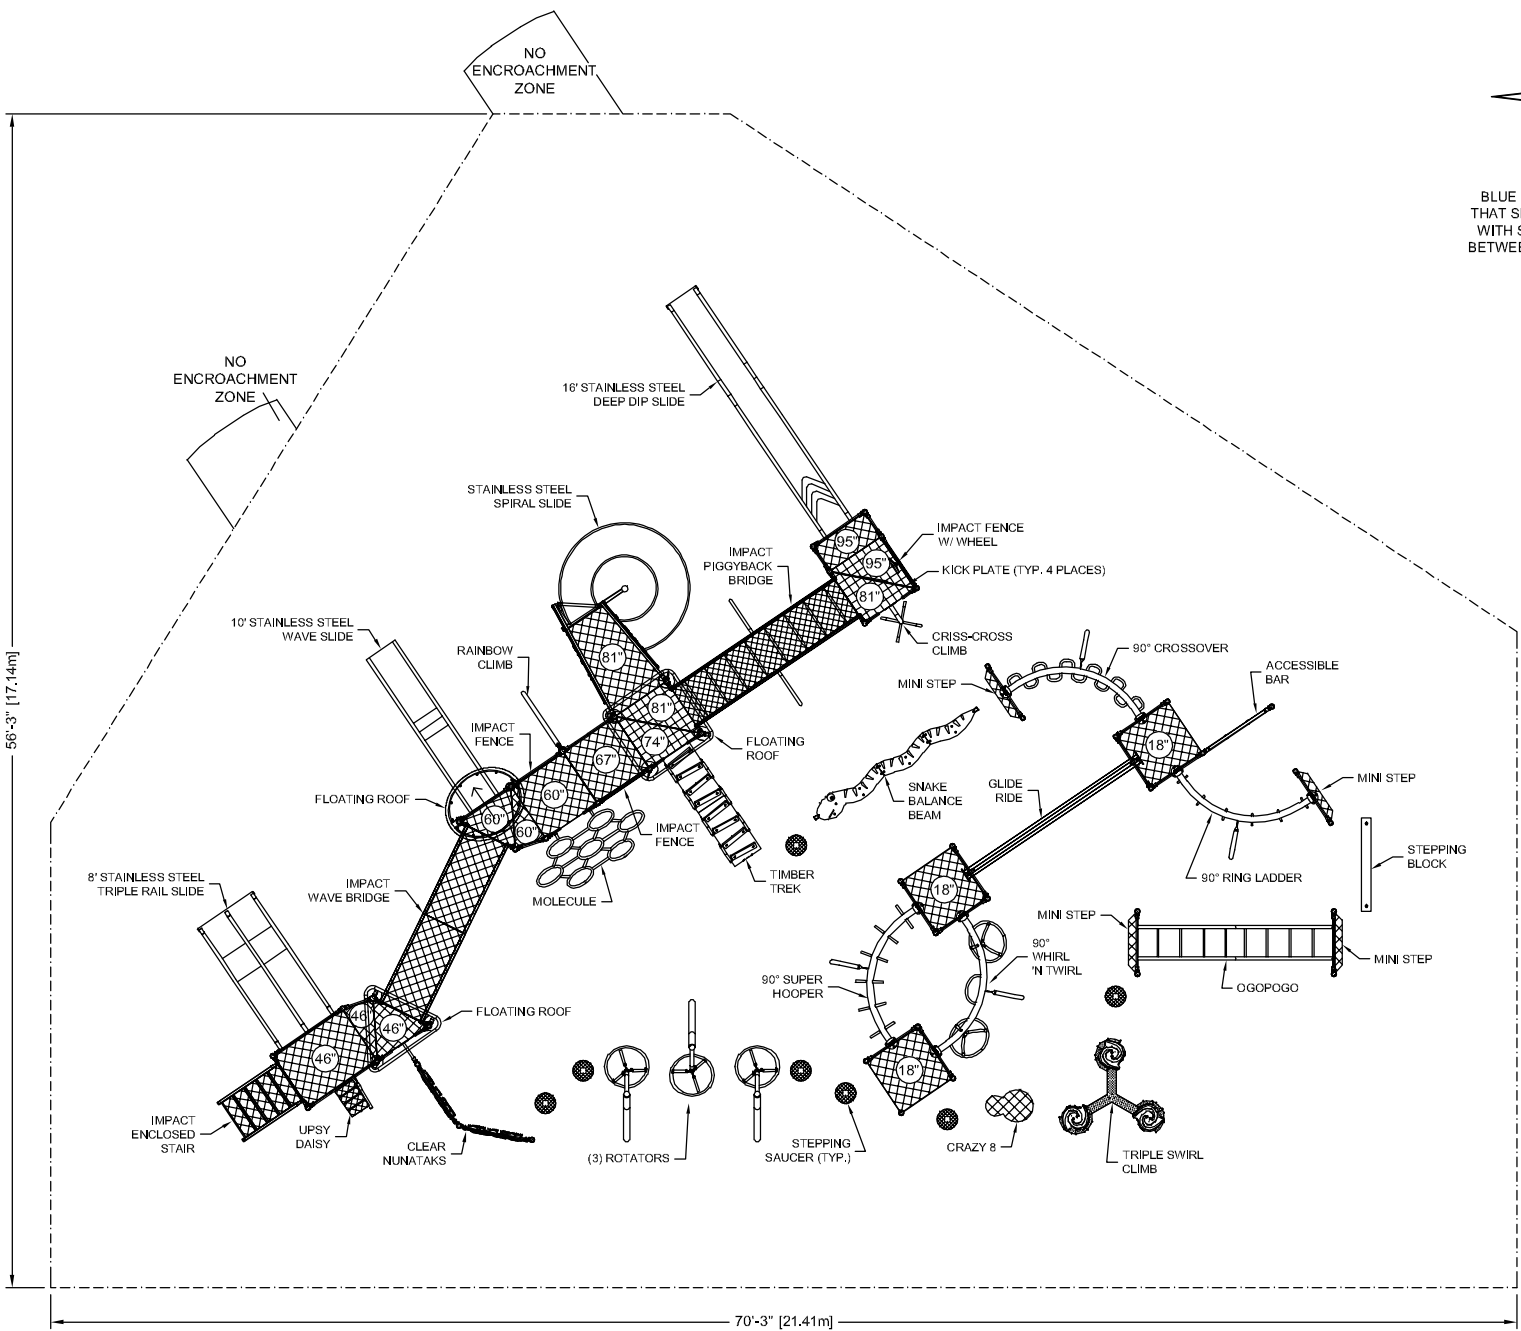 NO
ENCROACHMENT
ZONE
BLUE
THAT
WITH
NO
ENCROACHMENT
ZONE
16' STAINLESS STEEL
DEEP DIP SLIDE
STAINLESS STEEL
SPIRAL SLIDE
IMPACT
PIGGYBACK
BRIDGE
IMPACT FENCE
W/ WHEEL
KICK PLATE (TYP. 4 PLACES)
95"
95"
81"
10' STAINLESS STEEL
WAVE SLIDE
RAINBOW
CLIMB
81"
CRISS-CROSS
CLIMB
90° CROSSOVER
ACCESSIBLE
BAR
MINI STEP
56'-3" [17.14m]
IMPACT
FENCE
81"
74"
67"
FLOATING
ROOF
18"
MINI STEP
FLOATING ROOF
60"
60"
60"
SNAKE
BALANCE
BEAM
GLIDE
RIDE
IMPACT
FENCE
STEPPING
BLOCK
8' STAINLESS STEEL
TRIPLE RAIL SLIDE
IMPACT
WAVE BRIDGE
MOLECULE
TIMBER
TREK
18"
90° RING LADDER
MINI STEP
90°
WHIRL
'N TWIRL
MINI STEP
90° SUPER
HOOPER
OGOPOGO
FLOATING ROOF
46"
46"
46"
18"
IMPACT
ENCLOSED
STAIR
UPSY
DAISY
CLEAR
NUNATAKS
(3) ROTATORS
STEPPING
SAUCER (TYP.)
CRAZY 8
TRIPLE SWIRL
CLIMB
70'-3" [21.41m]